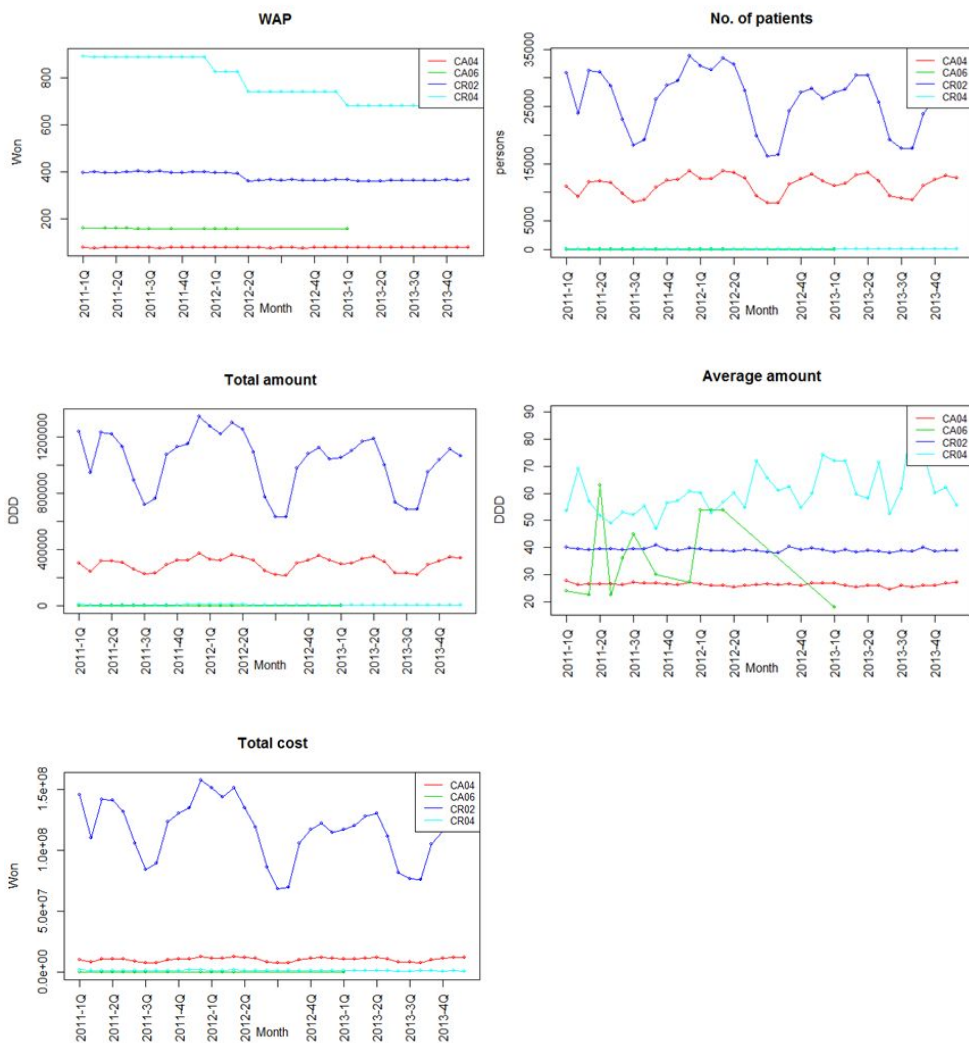 WAP
Won
800
600
400
200
CA04
CA06
CR02
CR04
2011-1Q
2011-2Q
2011-3Q
2011-4Q
2012-1Q
2012-2Q
2012-4Q
2013-1Q
2013-2Q
2013-3Q
2013-4Q
Month
No. of patients
persons
35000
25000
15000
5000
0
CA04
CA06
CR02
CR04
2011-1Q
2011-2Q
2011-3Q
2011-4Q
2012-1Q
2012-2Q
2012-4Q
2013-1Q
2013-2Q
2013-3Q
2013-4Q
Month
Total amount
DDD
1200000
800000
400000
0
2011-1Q
2011-2Q
2011-3Q
2011-4Q
2012-1Q
2012-2Q
2012-4Q
2013-1Q
2013-2Q
2013-3Q
2013-4Q
Month
CA04
CA06
CR02
CR04
Average amount
DDD
90
80
70
60
50
40
30
20
CA04
CA06
CR02
CR04
2011-1Q
2011-2Q
2011-3Q
2011-4Q
2012-1Q
2012-2Q
2012-4Q
2013-1Q
2013-2Q
2013-3Q
2013-4Q
Month
Total cost
Won
1.5e+08
1.0e+08
5.0e+07
0.0e+00
CA04
CA06
CR02
CR04
2011-1Q
2011-2Q
2011-3Q
2011-4Q
2012-1Q
2012-2Q
2012-4Q
2013-1Q
2013-2Q
2013-3Q
2013-4Q
Month